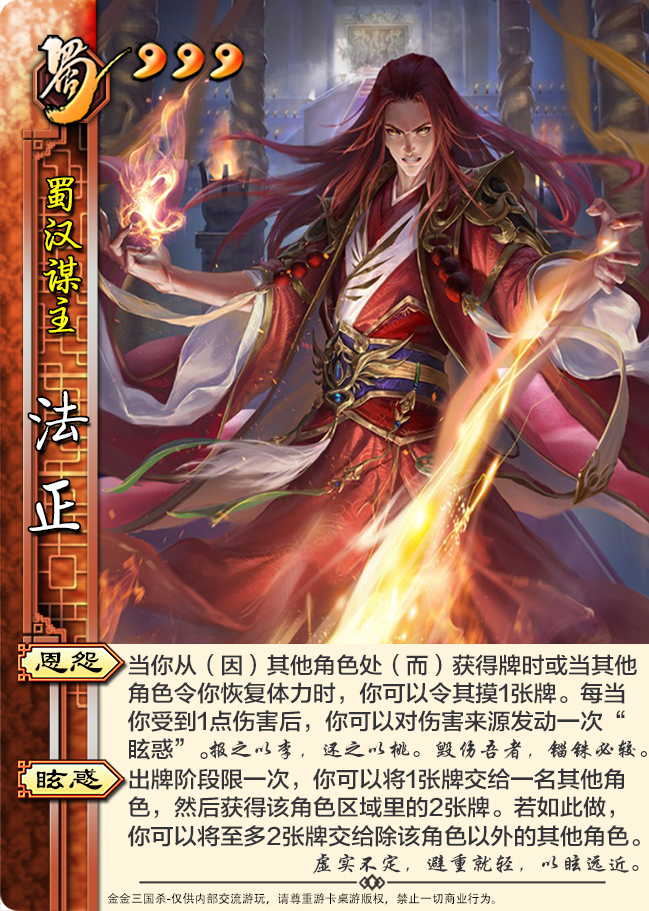 蜀
蜀汉谋主
法正
恩怨
当你从（因）其他角色处（而）获得牌时或当其他
角色令你恢复体力时，你可以令其摸1张牌。每当
你受到1点伤害后，你可以对伤害来源发动一次“
眩惑”。报之以李，还之以桃。毁伤吾者，锱铢必较。
眩惑
出牌阶段限一次，你可以将1张牌交给一名其他角
色，然后获得该角色区域里的2张牌。若如此做，
你可以将至多2张牌交给除该角色以外的其他角色。
虚实不定，避重就轻，以眩远近。
金金三国杀-仅供内部交流游玩，请尊重游卡桌游版权，禁止一切商业行为。